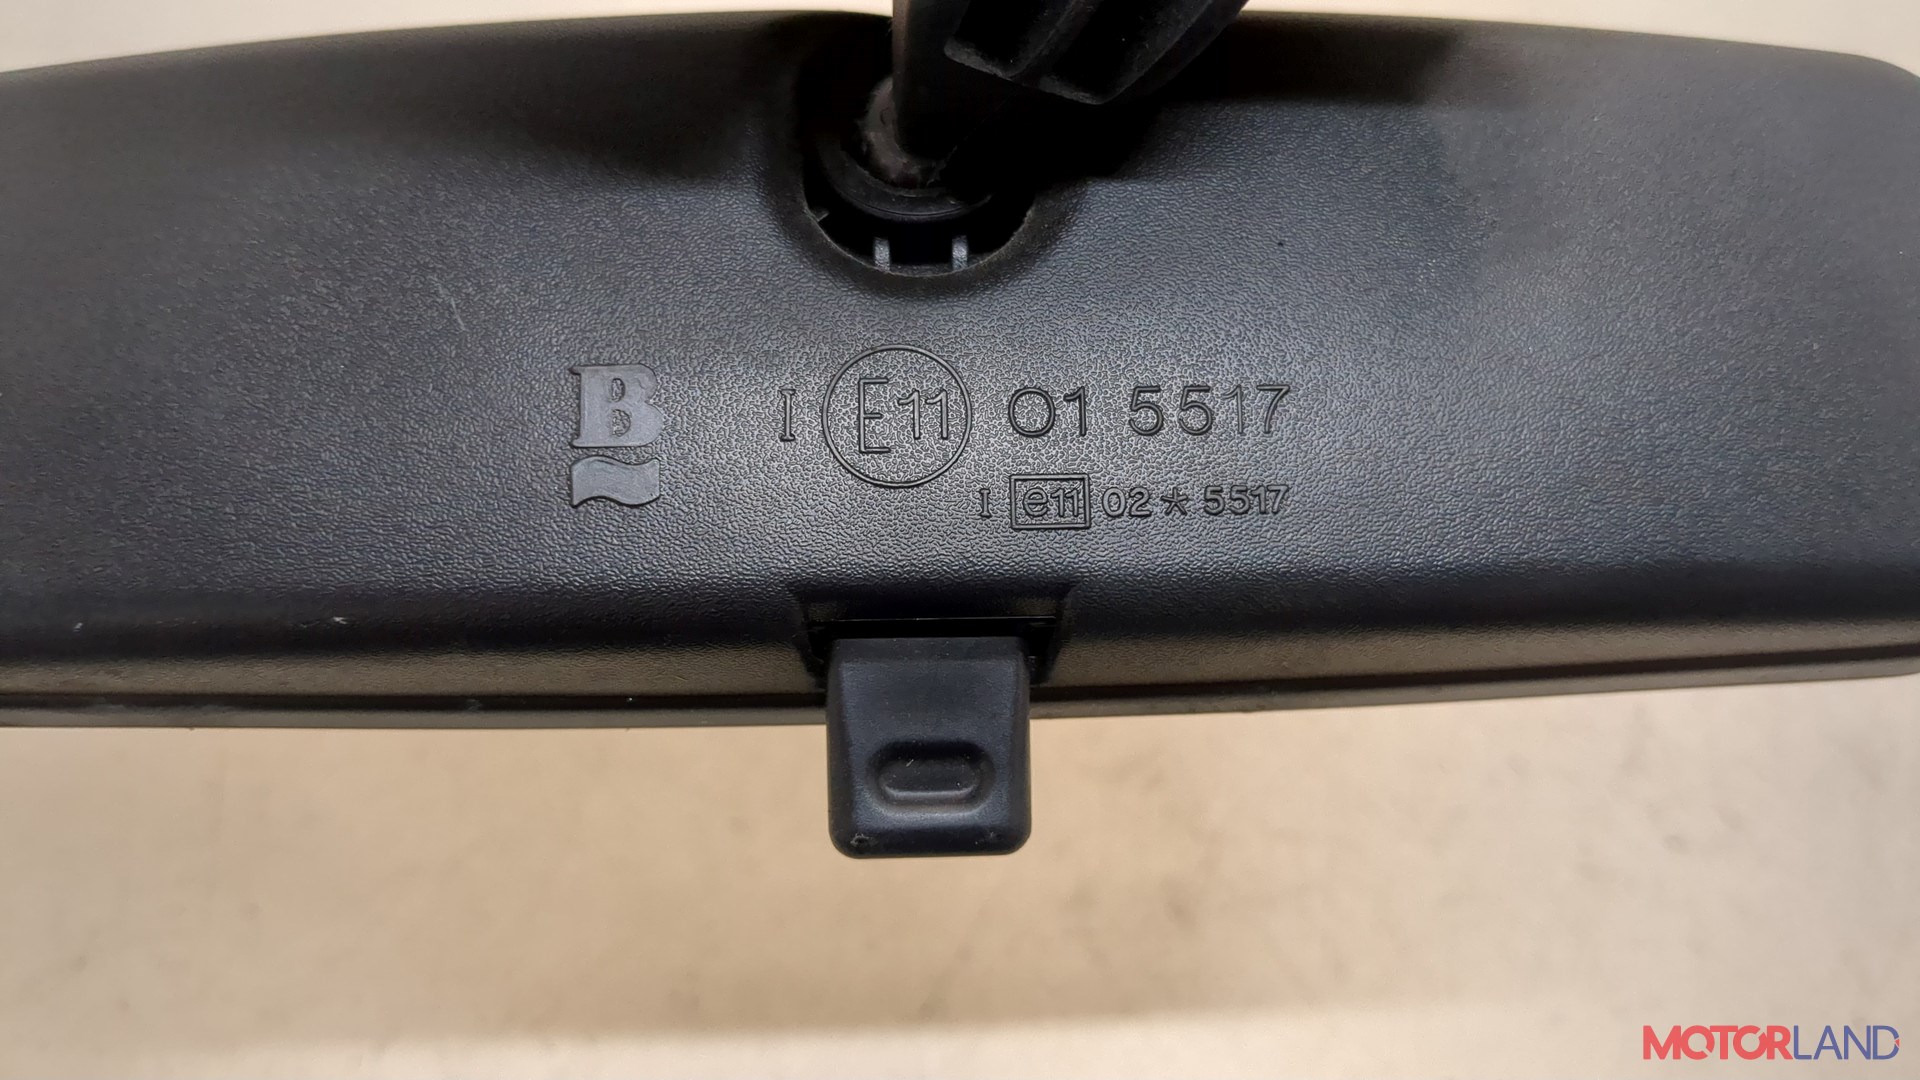 B I E11 01 5517
I e11 02*5517
MOTORLAND